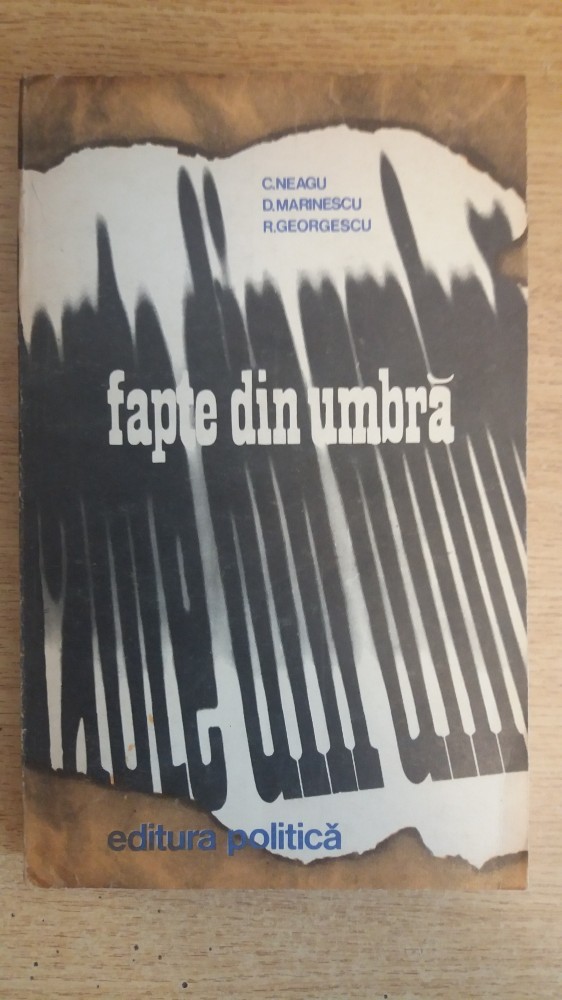 C.NEAGU
D.MARINESCU
R.GEORGESCU
fapte din umbră
editura politică